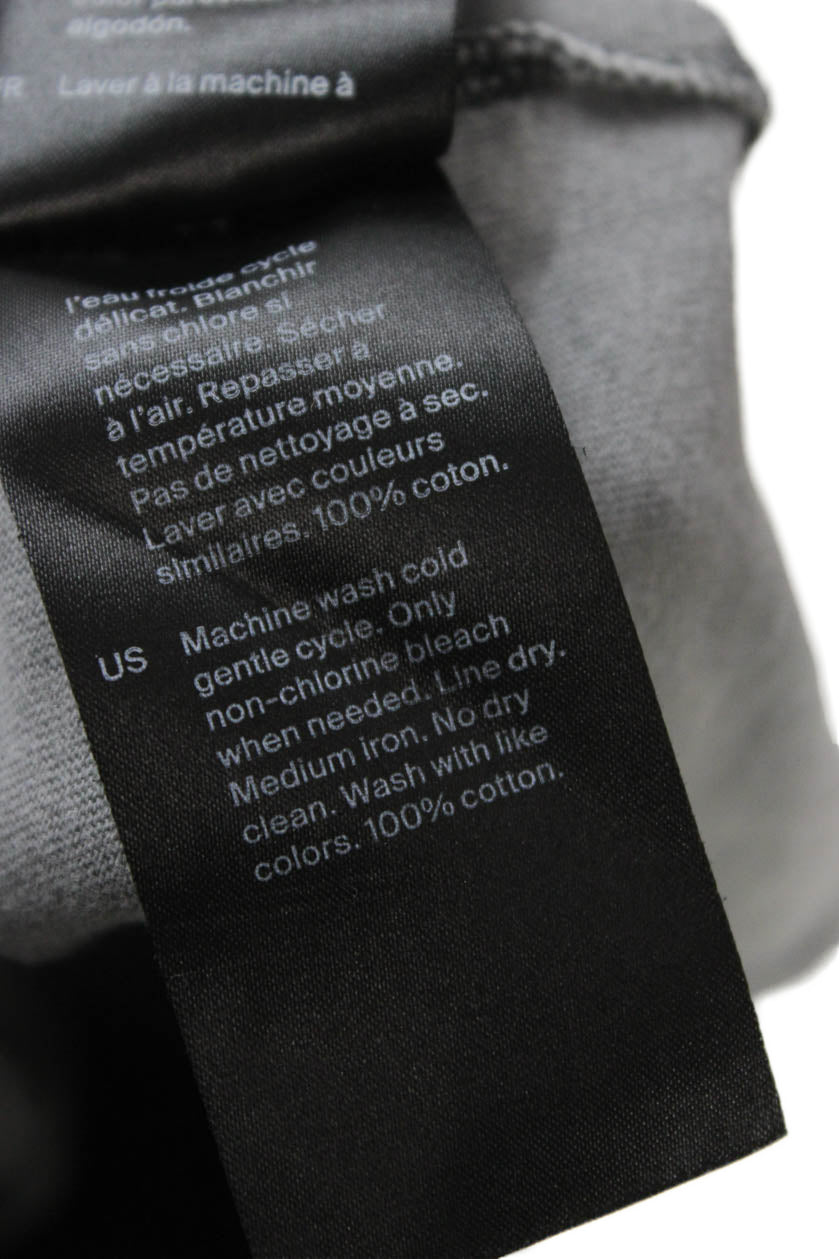 algodón.
FR Laver à la machine à
l'eau froide cycle
délicat. Blanchir
sans chlore si
nécessaire. Sécher
à l'air. Repasser à
température moyenne.
Pas de nettoyage à sec.
Laver avec couleurs
similaires. 100% coton.
US Machine wash cold
gentle cycle. Only
non-chlorine bleach
when needed. Line dry.
Medium iron. No dry
clean. Wash with like
colors. 100% cotton.